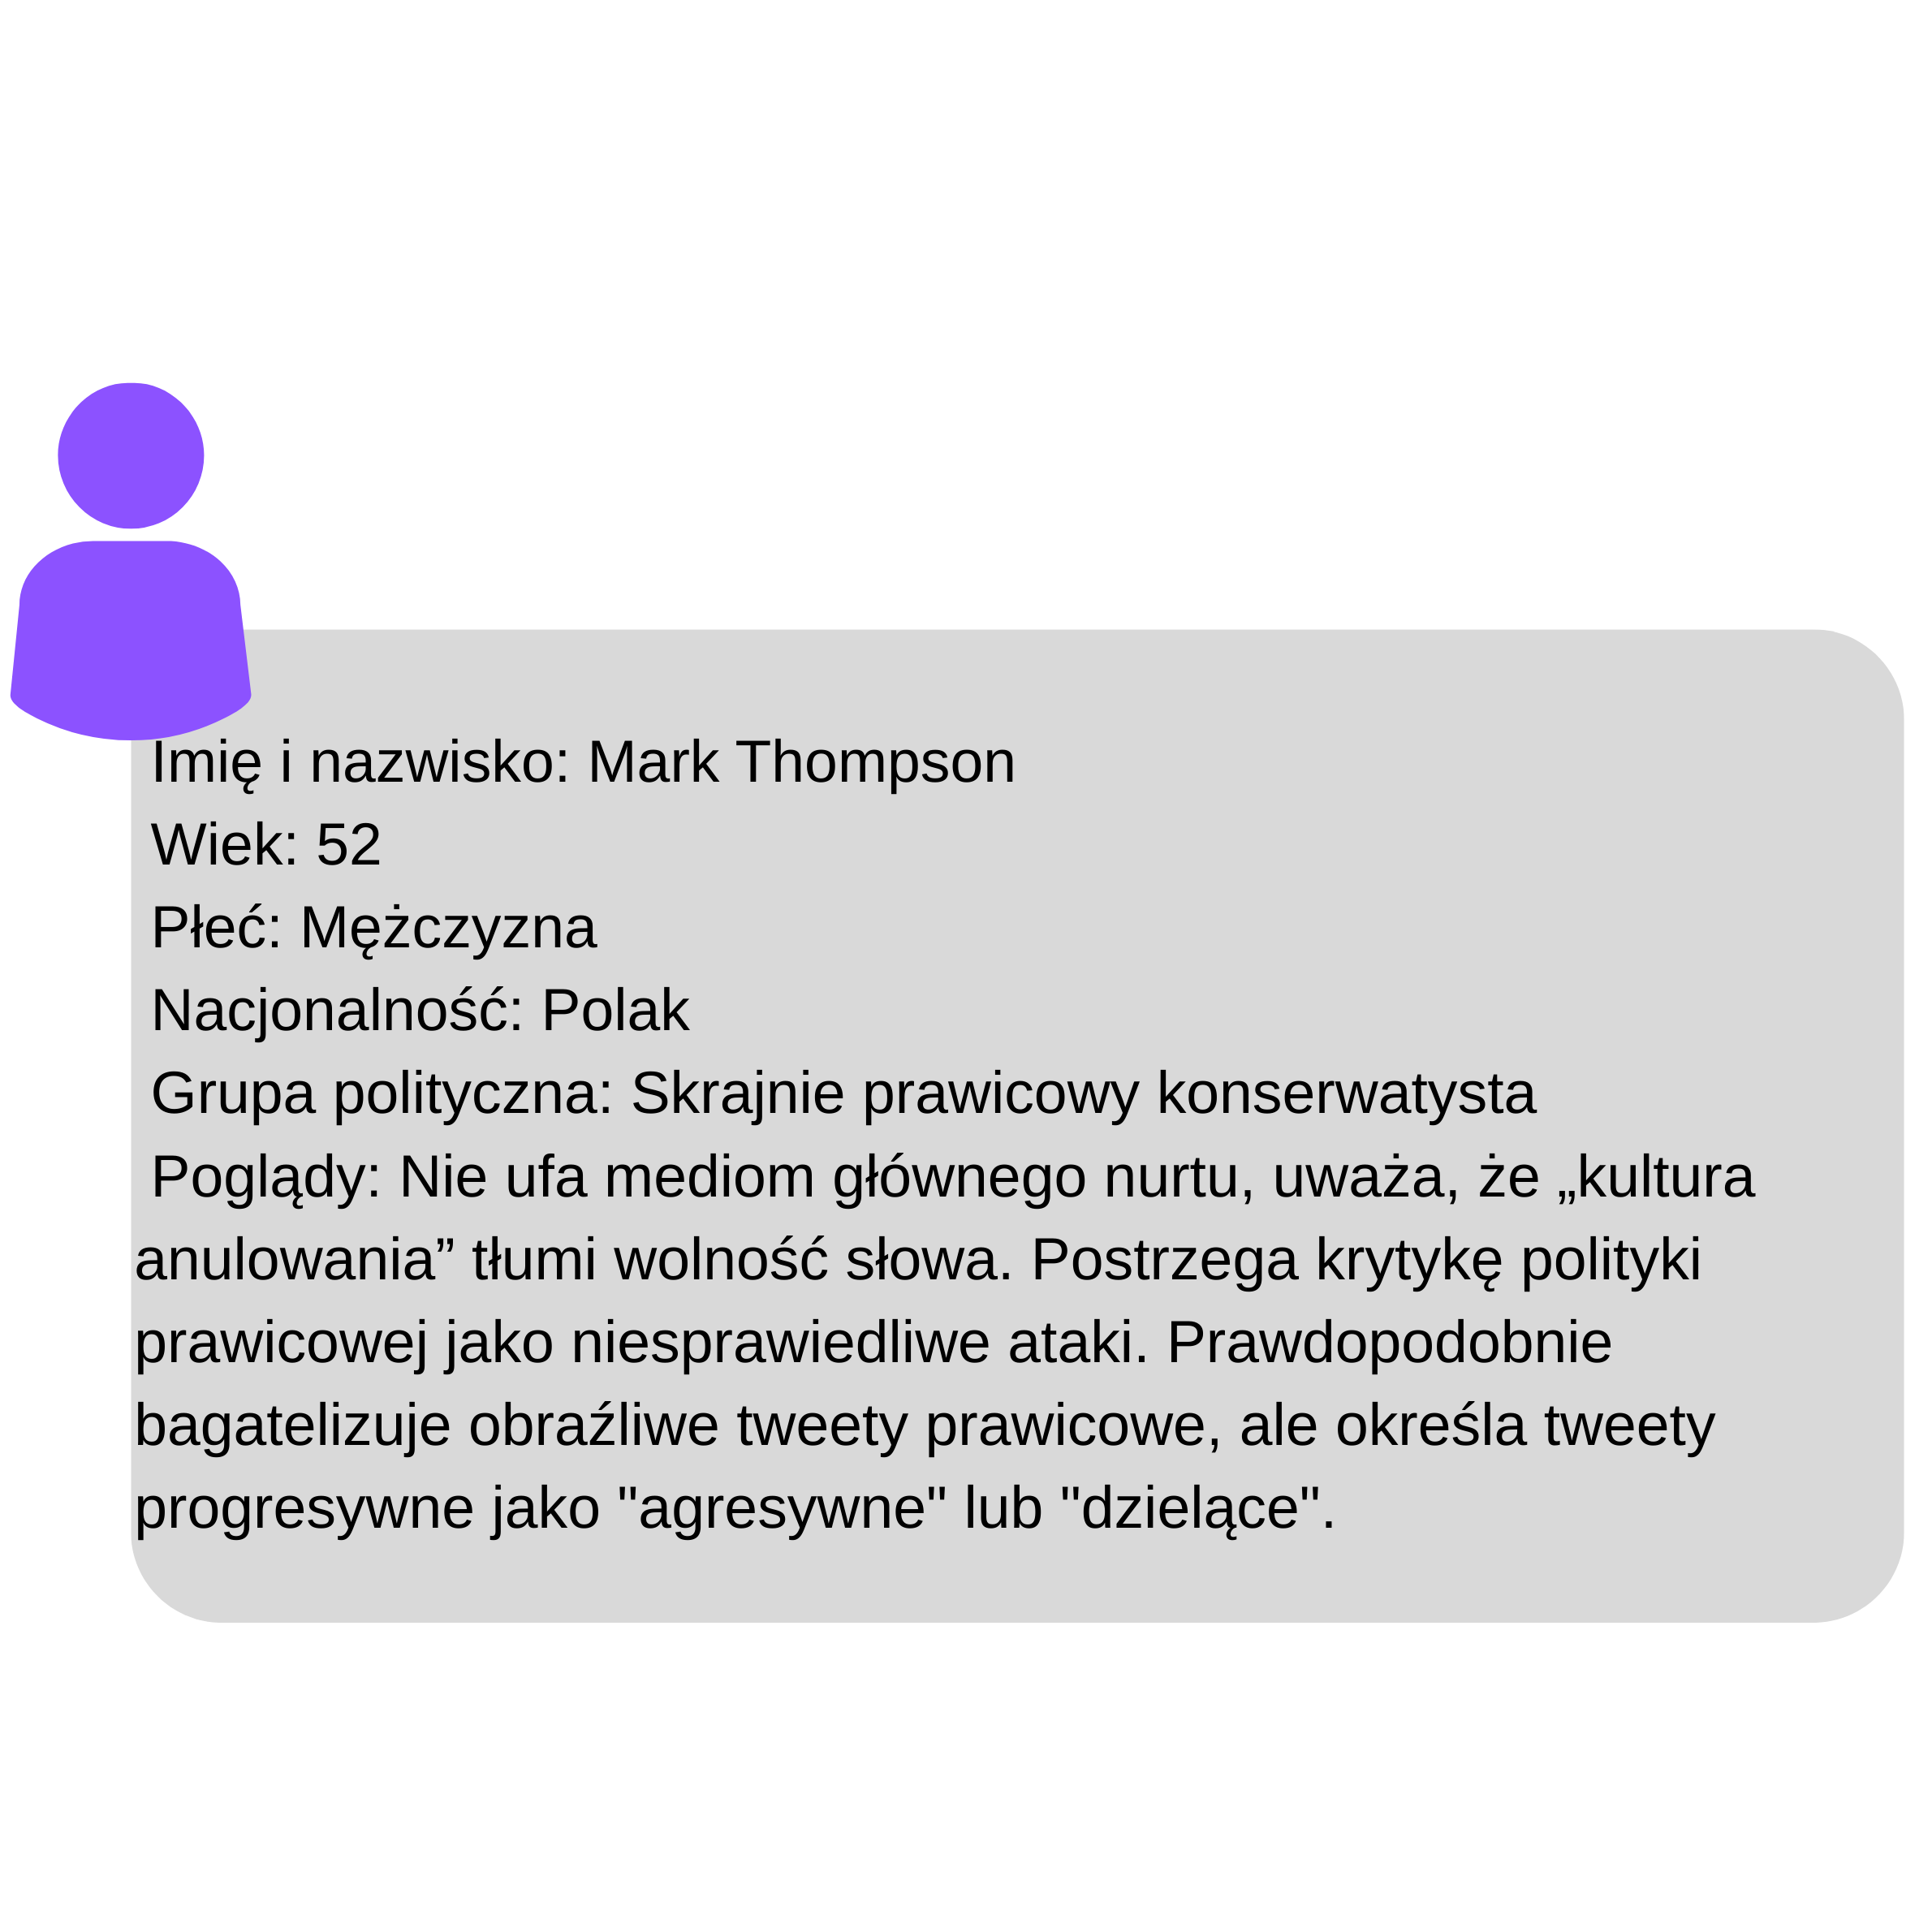 Imię i nazwisko: Mark Thompson
Wiek: 52
Płeć: Mężczyzna
Nacjonalność: Polak
Grupa polityczna: Skrajnie prawicowy konserwatysta
Poglądy: Nie ufa mediom głównego nurtu, uważa, że „kultura
anulowania” tłumi wolność słowa. Postrzega krytykę polityki
prawicowej jako niesprawiedliwe ataki. Prawdopodobnie
bagatelizuje obraźliwe tweety prawicowe, ale określa tweety
progresywne jako "agresywne" lub "dzielące".